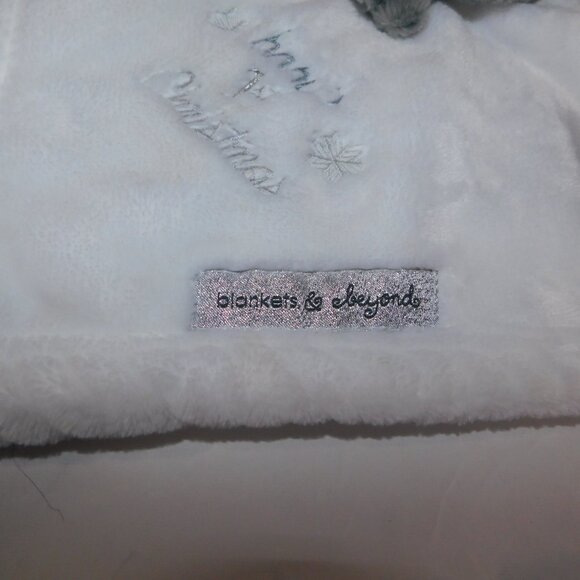 1st
Christmas
blankets & beyond